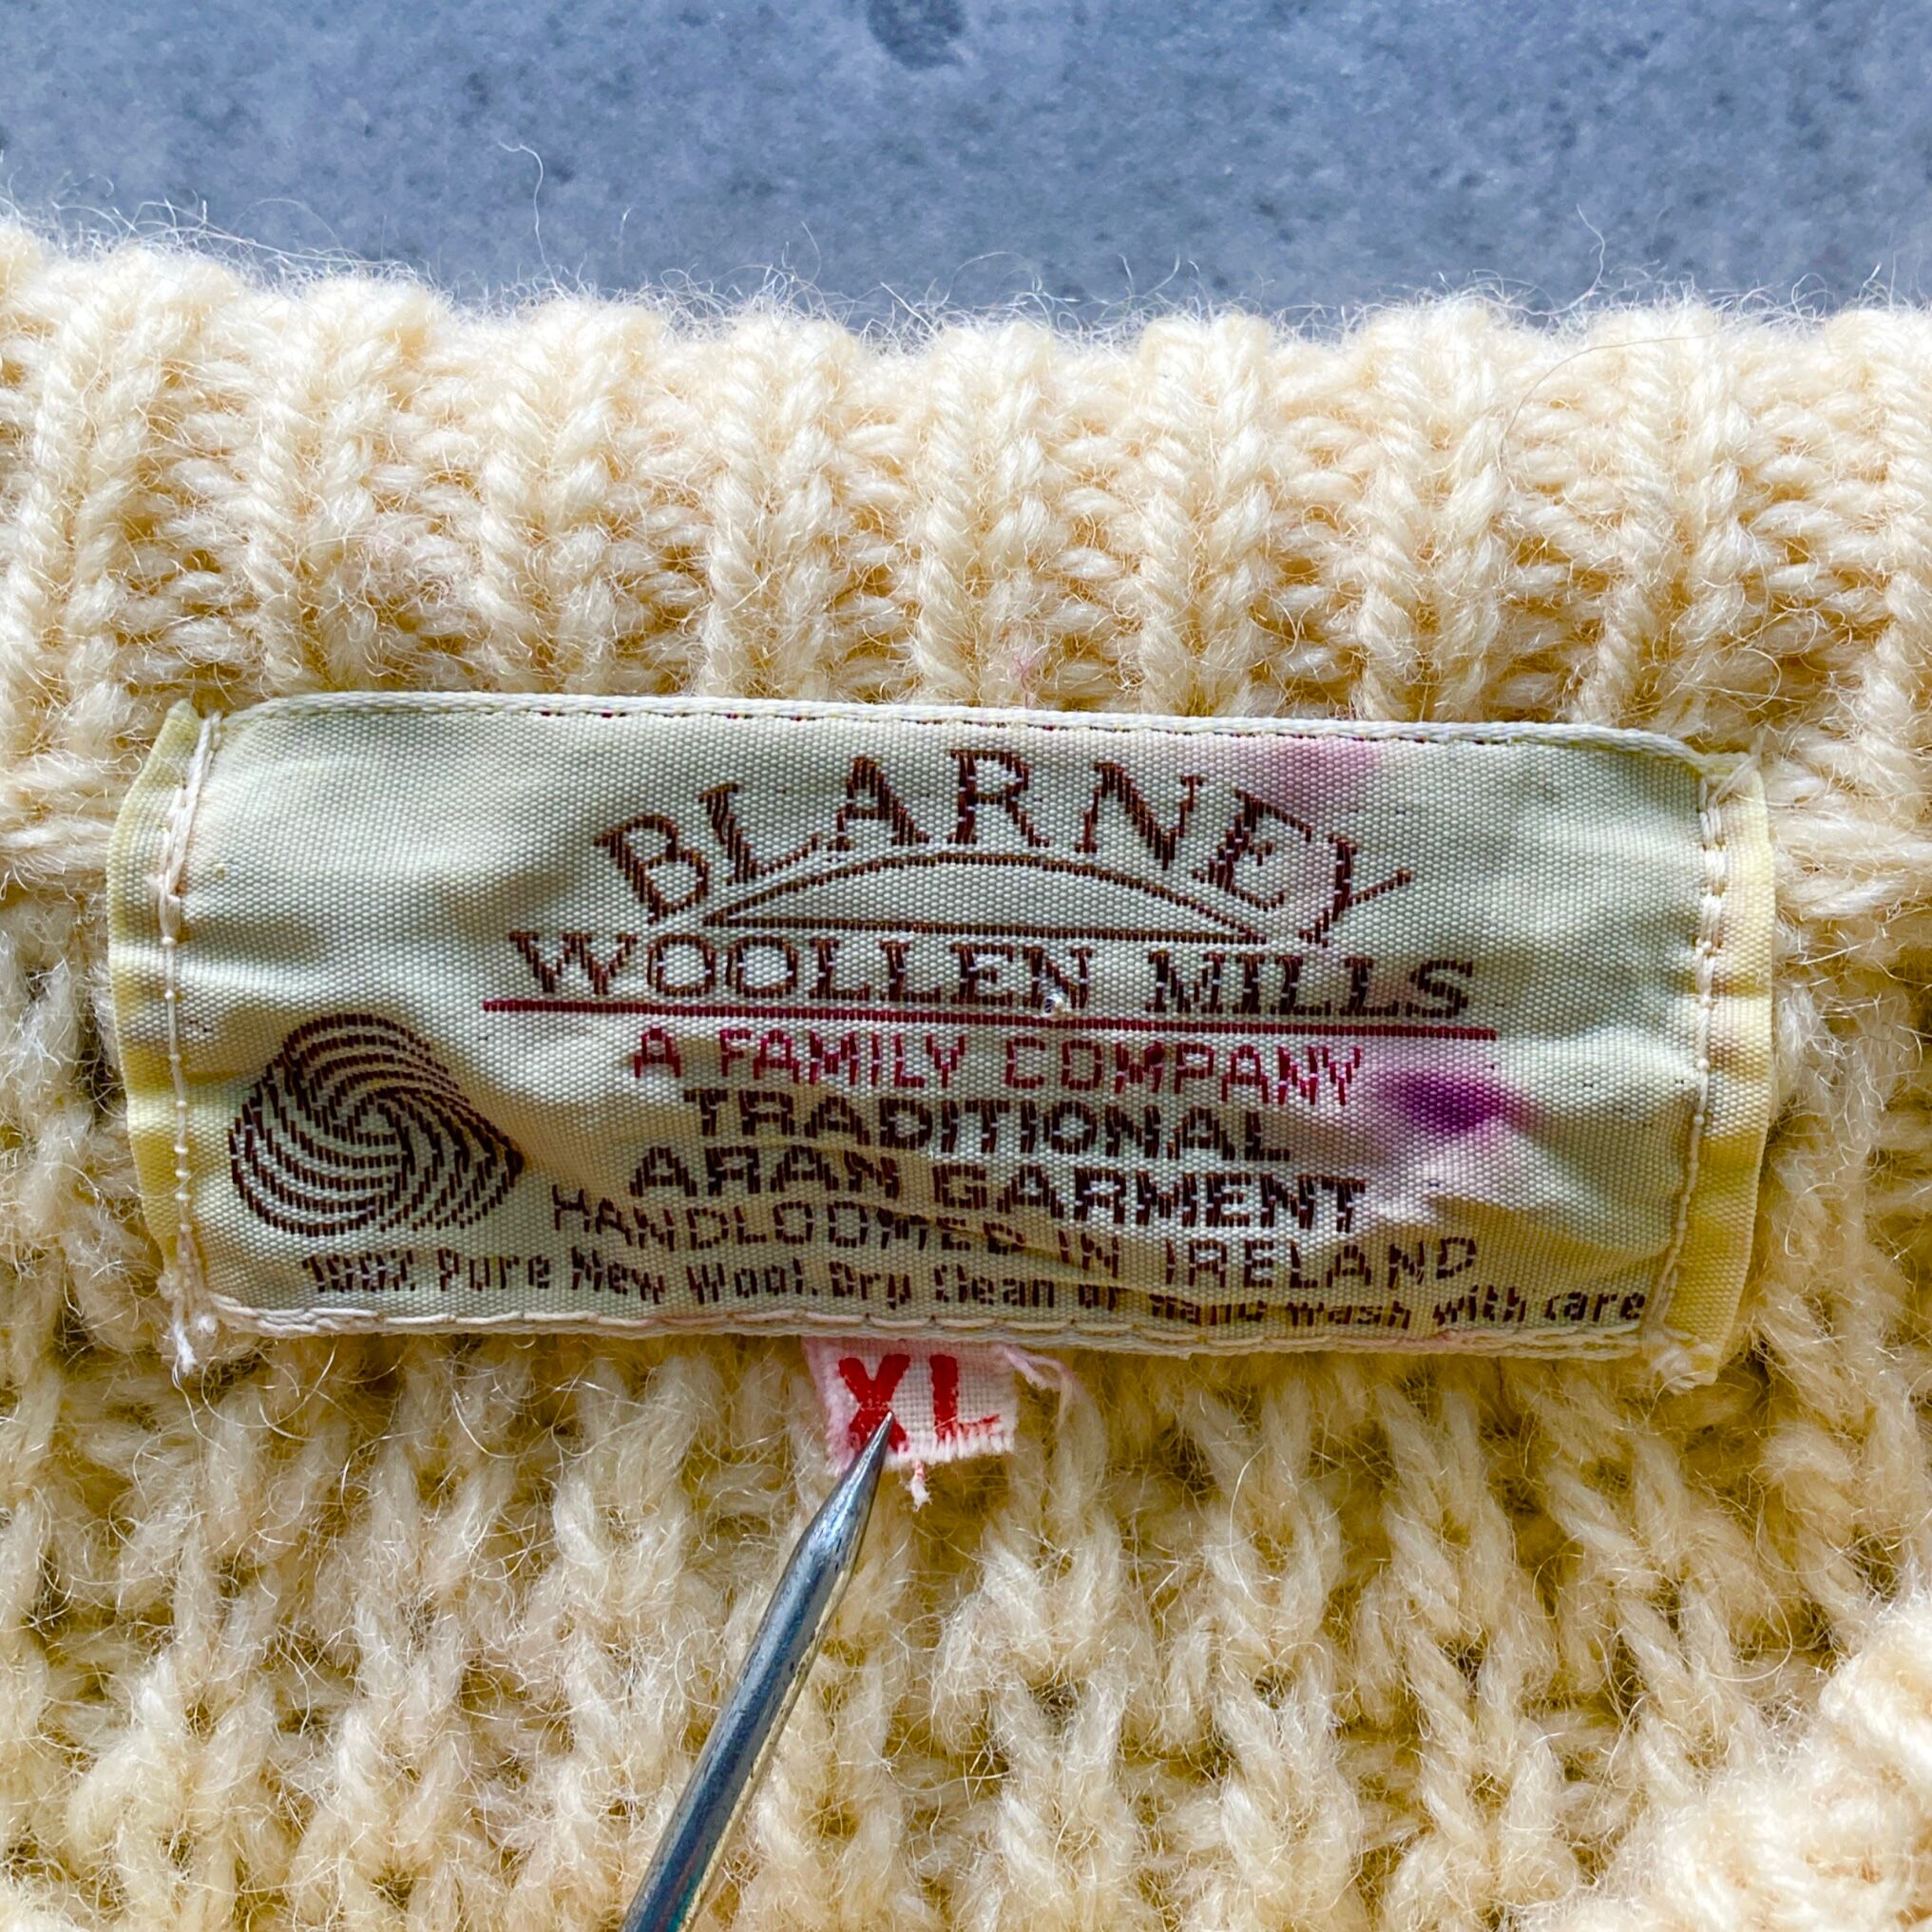 BLARNEY
WOOLLEN MILLS
A FAMILY COMPANY
TRADITIONAL
ARAN GARMENT
HANDLOOMED IN IRELAND
100% Pure New Wool. Dry Clean or Hand Wash with Care
XL